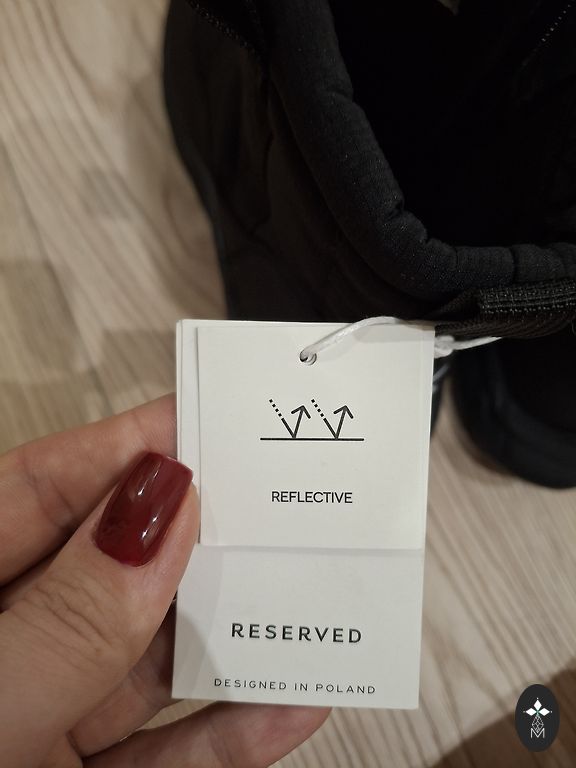 REFLECTIVE
RESERVED
DESIGNED IN POLAND
M